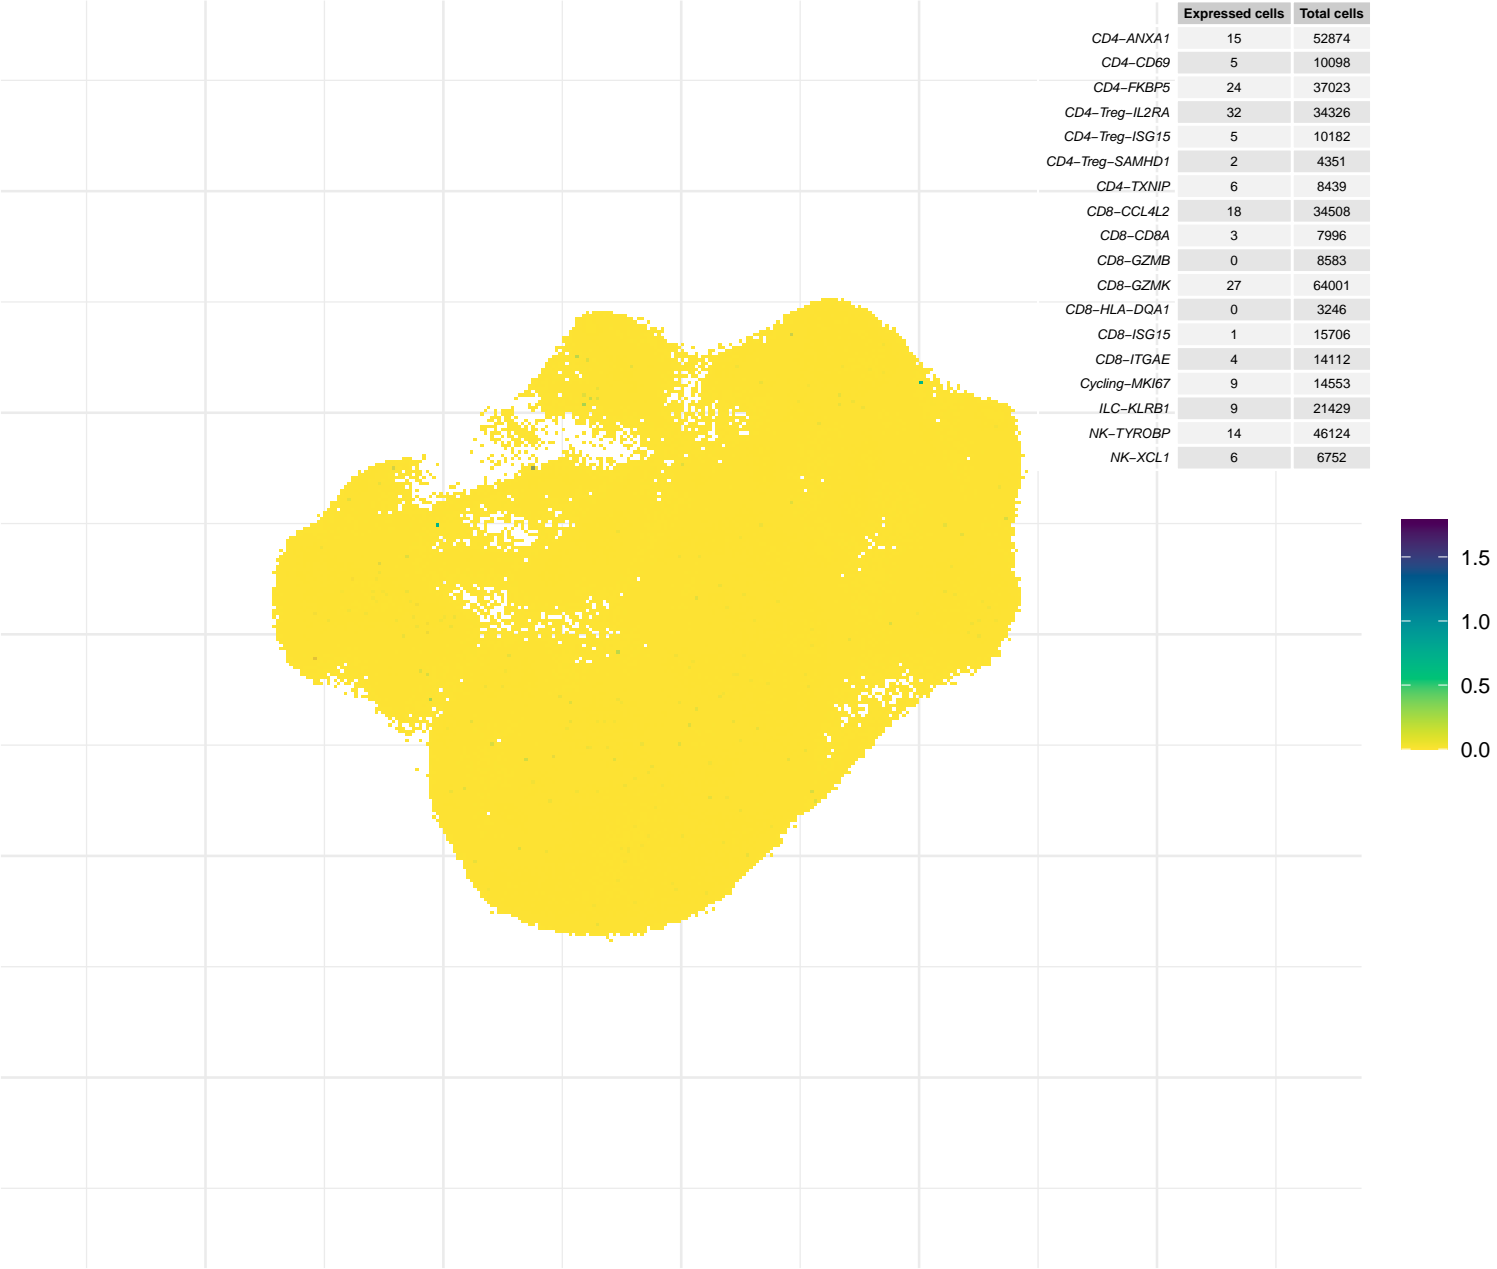 Expressed cells Total cells
CD4−ANXA1 15 52874
CD4−CD69 5 10098
CD4−FKBP5 24 37023
CD4−Treg−IL2RA 32 34326
CD4−Treg−ISG15 5 10182
CD4−Treg−SAMHD1 2 4351
CD4−TXNIP 6 8439
CD8−CCL4L2 18 34508
CD8−CD8A 3 7996
CD8−GZMB 0 8583
CD8−GZMK 27 64001
CD8−HLA−DQA1 0 3246
CD8−ISG15 1 15706
CD8−ITGAE 4 14112
Cycling−MKI67 9 14553
ILC−KLRB1 9 21429
NK−TYROBP 14 46124
NK−XCL1 6 6752
1.5
1.0
0.5
0.0